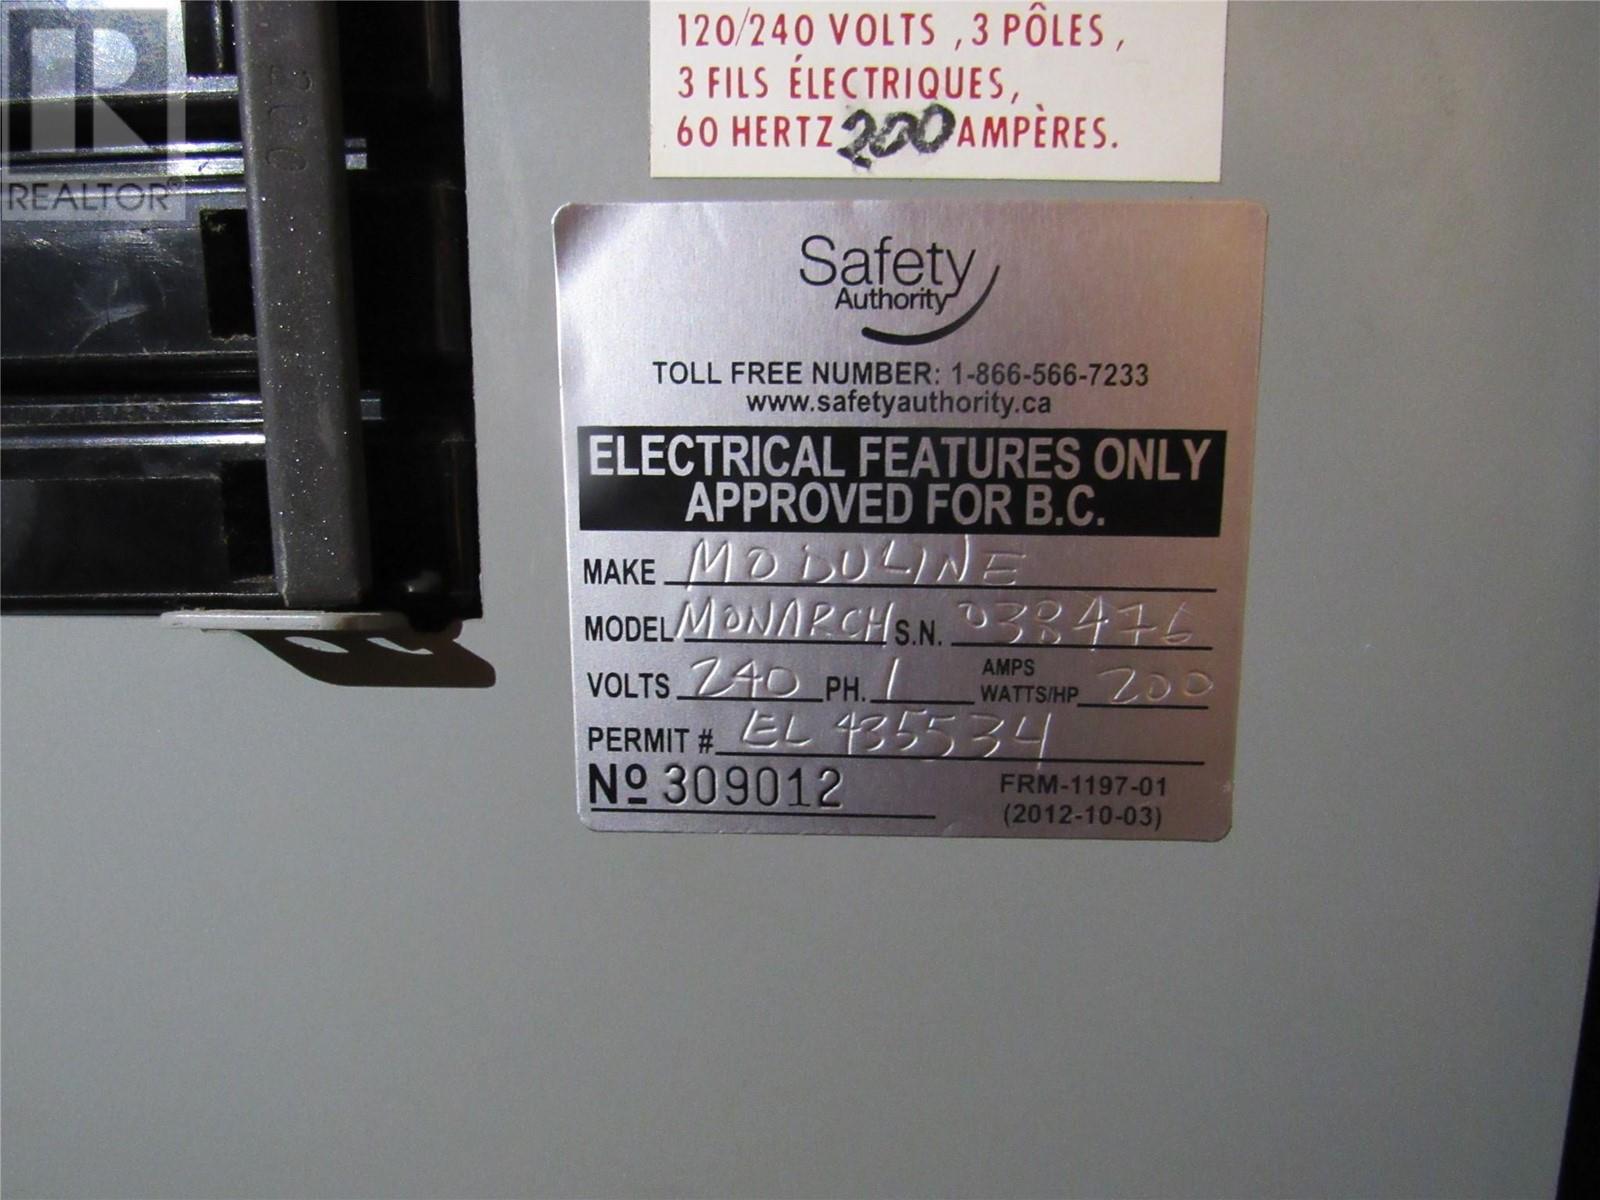 REALTOR®
120/240 VOLTS , 3 PÔLES ,
3 FILS ÉLECTRIQUES,
60 HERTZ 200 AMPÈRES.
Safety
Authority
TOLL FREE NUMBER: 1-866-566-7233
www.safetyauthority.ca
ELECTRICAL FEATURES ONLY
APPROVED FOR B.C.
MAKE MODULINE
MODEL MONARCH S.N. 038476
VOLTS 240 PH. 1 AMPS WATTS/HP 200
PERMIT # EL 435534
Nº 309012
FRM-1197-01
(2012-10-03)